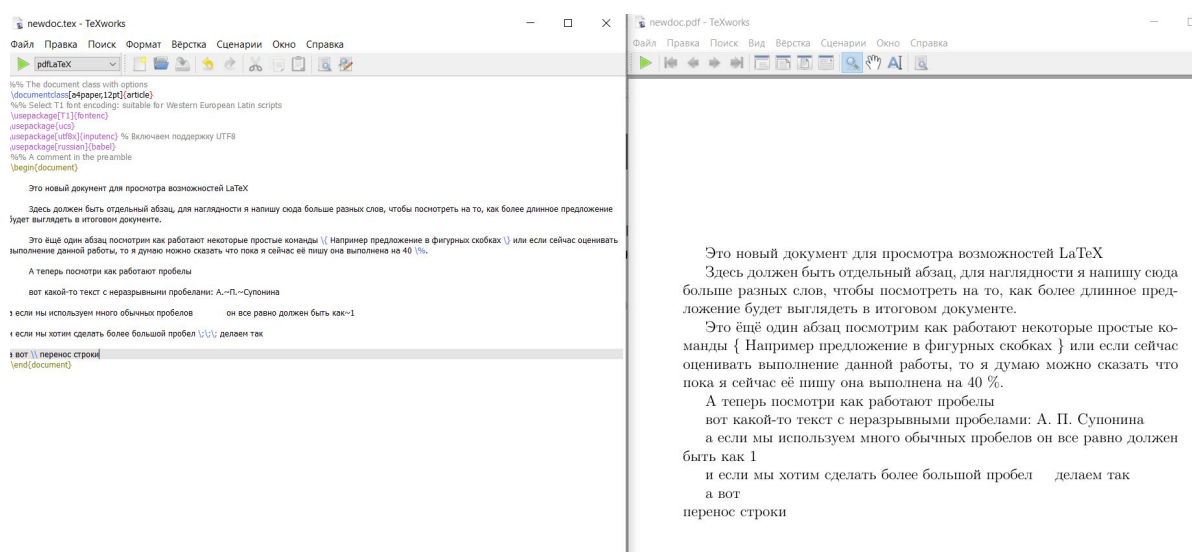 newdoc.tex - TeXworks
Файл Правка Поиск Формат Вёрстка Сценарии Окно Справка
pdfLaTeX
%% The document class with options
\documentclass[a4paper,12pt]{article}
%% Select T1 font encoding: suitable for Western European Latin scripts
\usepackage[T1]{fontenc}
\usepackage{ucs}
\usepackage[utf8x]{inputenc} % Включаем поддержку UTF8
\usepackage[russian]{babel}
%% A comment in the preamble
\begin{document}
Это новый документ для просмотра возможностей LaTeX
Здесь должен быть отдельный абзац, для наглядности я напишу сюда больше разных слов, чтобы посмотреть на то, как более длинное предложение
будет выглядеть в итоговом документе.
Это ёщё один абзац посмотрим как работают некоторые простые команды \{ Например предложение в фигурных скобках \} или если сейчас оценивать
выполнение данной работы, то я думаю можно сказать что пока я сейчас её пишу она выполнена на 40 \%.
А теперь посмотри как работают пробелы
вот какой-то текст с неразрывными пробелами: А.~П.~Супонина
а если мы используем много обычных пробелов он все равно должен быть как~1
и если мы хотим сделать более большой пробел \;\;\; делаем так
а вот \\ перенос строки
\end{document}
newdoc.pdf - TeXworks
Файл Правка Поиск Вид Вёрстка Сценарии Окно Справка
Это новый документ для просмотра возможностей LaTeX
Здесь должен быть отдельный абзац, для наглядности я напишу сюда
больше разных слов, чтобы посмотреть на то, как более длинное пред-
ложение будет выглядеть в итоговом документе.
Это ёщё один абзац посмотрим как работают некоторые простые ко-
манды { Например предложение в фигурных скобках } или если сейчас
оценивать выполнение данной работы, то я думаю можно сказать что
пока я сейчас её пишу она выполнена на 40 %.
А теперь посмотри как работают пробелы
вот какой-то текст с неразрывными пробелами: А. П. Супонина
а если мы используем много обычных пробелов он все равно должен
быть как 1
и если мы хотим сделать более большой пробел делаем так
а вот
перенос строки